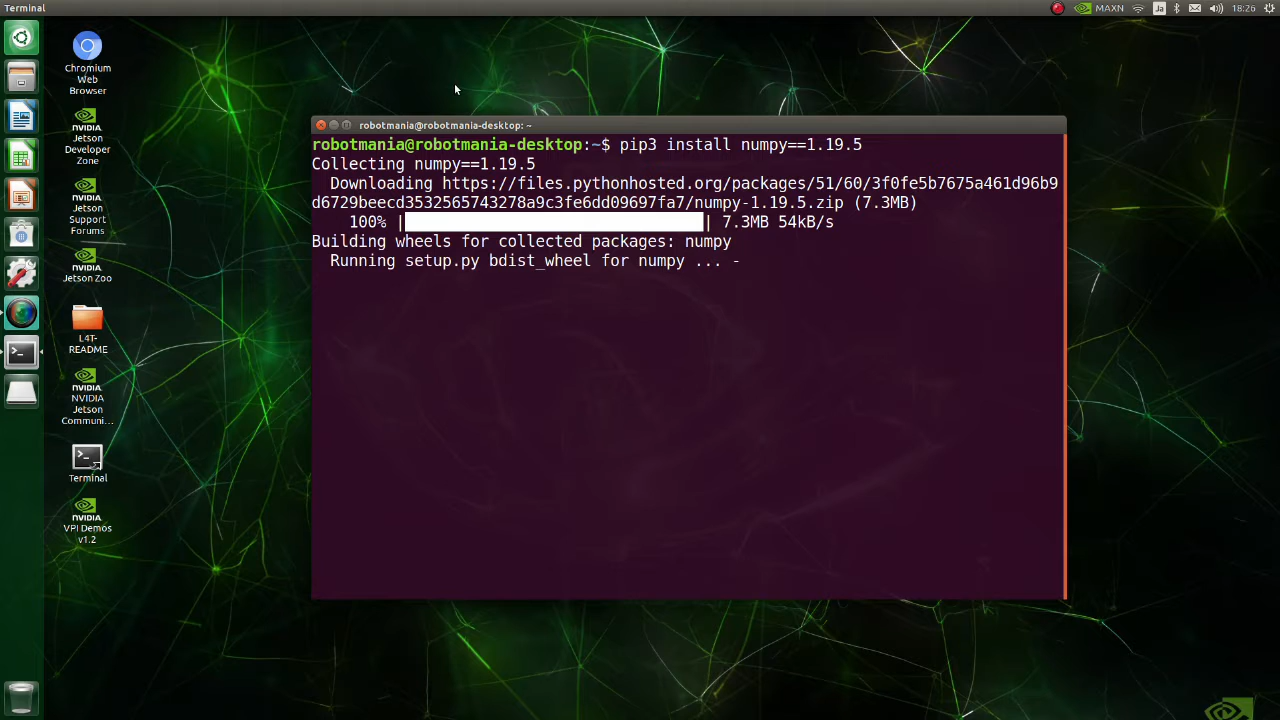 Terminal
MAXN
Ja
18:26
Chromium
Web
Browser
NVIDIA.
NVIDIA
Jetson
Developer
Zone
NVIDIA.
Jetson
Support
Forums
NVIDIA.
Jetson Zoo
L4T-
README
NVIDIA.
NVIDIA
Jetson
Communi...
Terminal
NVIDIA.
VPI Demos
v1.2
robotmania@robotmania-desktop: ~
robotmania@robotmania-desktop:~$ pip3 install numpy==1.19.5
Collecting numpy==1.19.5
Downloading https://files.pythonhosted.org/packages/51/60/3f0fe5b7675a461d96b9
d6729beecd3532565743278a9c3fe6dd09697fa7/numpy-1.19.5.zip (7.3MB)
100% | | 7.3MB 54kB/s
Building wheels for collected packages: numpy
Running setup.py bdist_wheel for numpy ... -